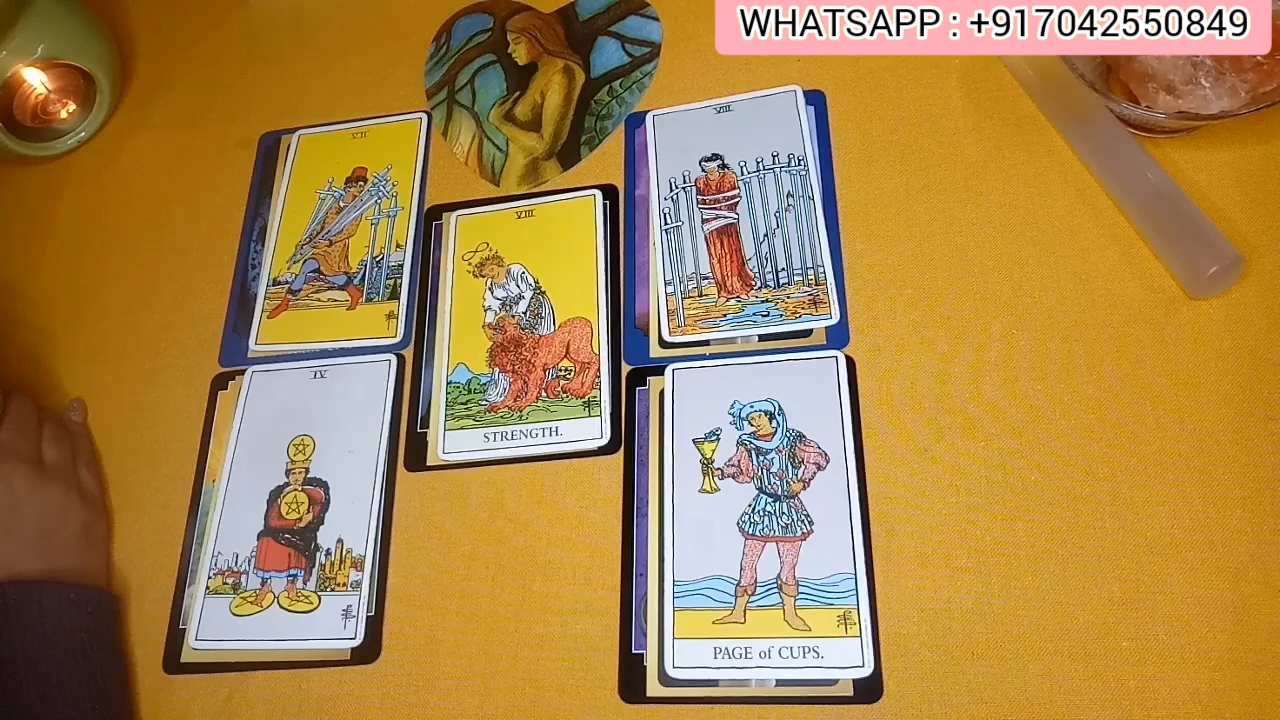 WHATSAPP : +917042550849
VII
VIII
VIII
STRENGTH.
IV
PAGE of CUPS.